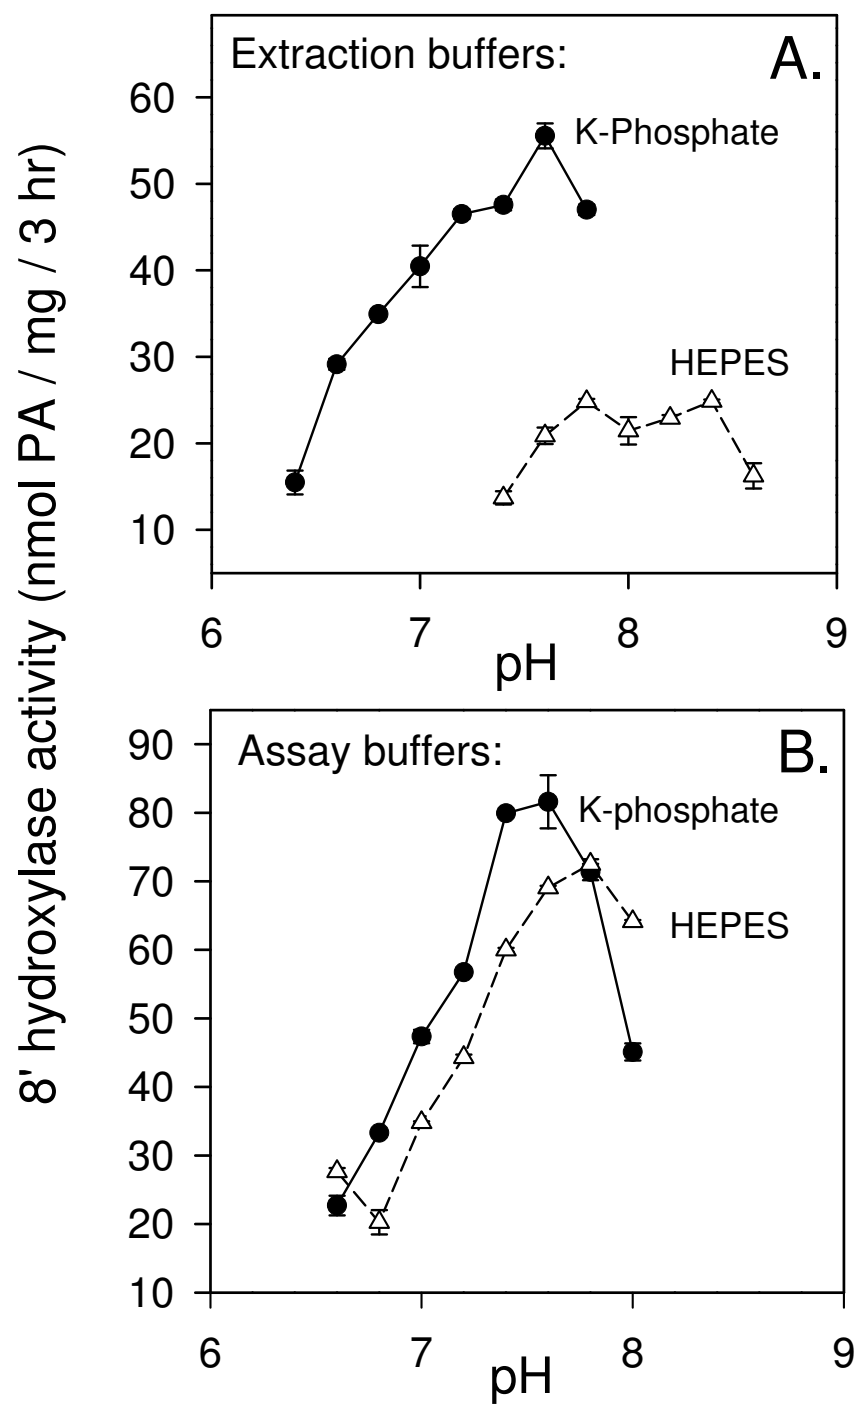 8' hydroxylase activity (nmol PA / mg / 3 hr)
Extraction buffers:
A.
K-Phosphate
HEPES
60
50
40
30
20
10
6 7 8 9
pH
Assay buffers:
B.
K-phosphate
HEPES
90
80
70
60
50
40
30
20
10
6 7 8 9
pH